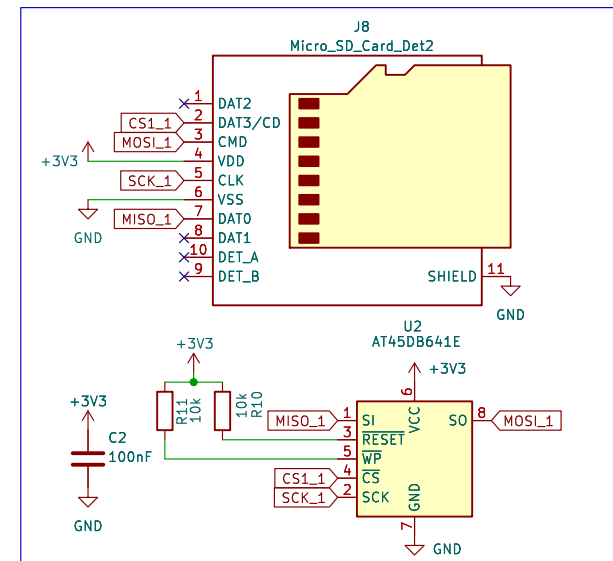 J8
Micro_SD_Card_Det2
1 DAT2
CS1_1 2 DAT3/CD
MOSI_1 3 CMD
+3V3 4 VDD
SCK_1 5 CLK
6 VSS
GND
MISO_1 7 DAT0
8 DAT1
10 DET_A
9 DET_B
SHIELD 11
GND
U2
AT45DB641E
+3V3
+3V3
6
VCC
R11
10k
10k
R10
MISO_1 1 SI
SO 8 MOSI_1
3 RESET
5 WP
CS1_1 4 CS
SCK_1 2 SCK
GND
7
GND
+3V3
C2
100nF
GND